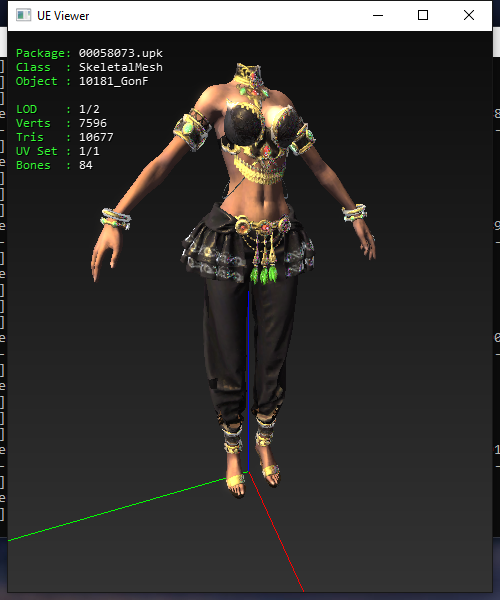 UE Viewer
Package: 00058073.upk
Class : SkeletalMesh
Object : 10181_GonF
LOD : 1/2
Verts : 7596
Tris : 10677
UV Set : 1/1
Bones : 84